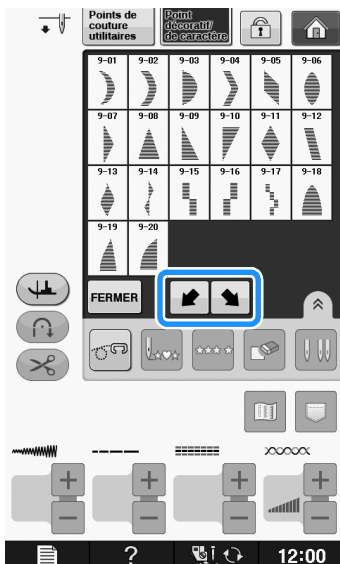 Points de
couture
utilitaires
Point
décoratif/
de caractère
9-01 9-02 9-03 9-04 9-05 9-06
9-07 9-08 9-09 9-10 9-11 9-12
9-13 9-14 9-15 9-16 9-17 9-18
9-19 9-20
FERMER
? 12:00